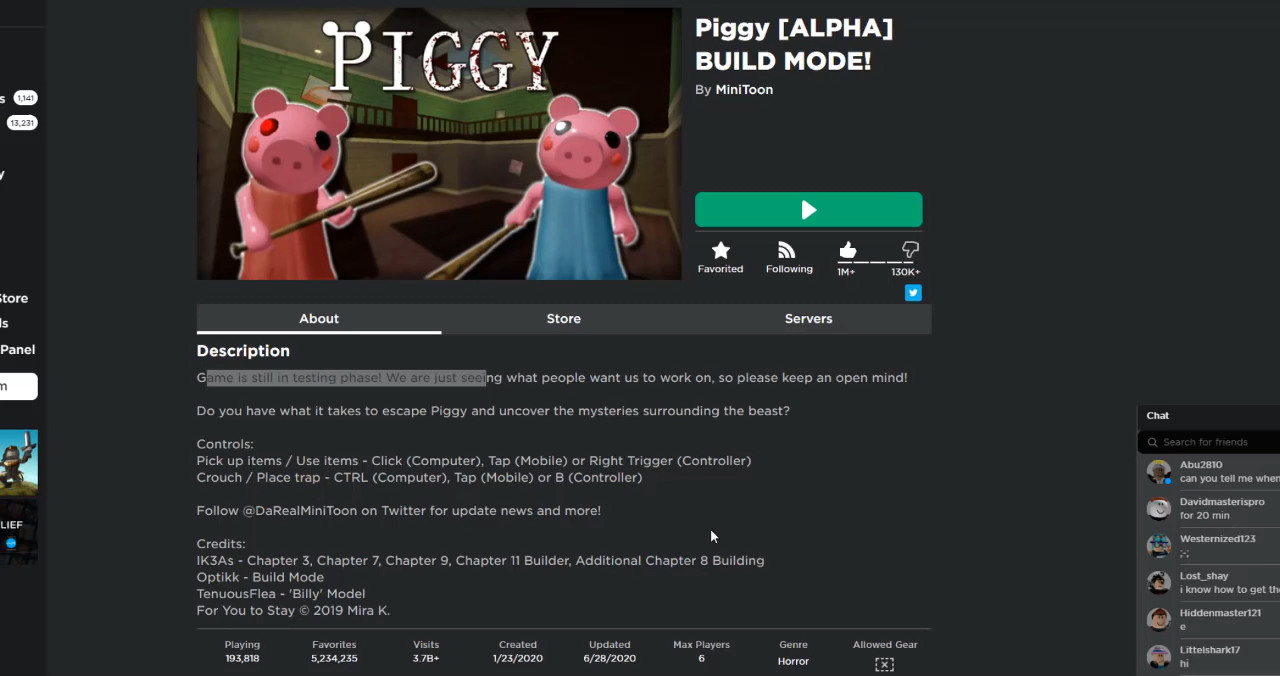 PIGGY
Piggy [ALPHA]
BUILD MODE!
By MiniToon
s 1,141
13,231
y
Store
ls
Panel
m
LIEF
Favorited
Following
1M+
130K+
About
Store
Servers
Description
Game is still in testing phase! We are just seeing what people want us to work on, so please keep an open mind!
Do you have what it takes to escape Piggy and uncover the mysteries surrounding the beast?
Controls:
Pick up items / Use items - Click (Computer), Tap (Mobile) or Right Trigger (Controller)
Crouch / Place trap - CTRL (Computer), Tap (Mobile) or B (Controller)
Follow @DaRealMiniToon on Twitter for update news and more!
Credits:
IK3As - Chapter 3, Chapter 7, Chapter 9, Chapter 11 Builder, Additional Chapter 8 Building
Optikk - Build Mode
TenuousFlea - 'Billy' Model
For You to Stay © 2019 Mira K.
Playing Favorites Visits Created Updated Max Players Genre Allowed Gear
193,818 5,234,235 3.7B+ 1/23/2020 6/28/2020 6 Horror
Chat
Search for friends
Abu2810
can you tell me when
Davidmasterispro
for 20 min
Westernized123
;-;
Lost_shay
i know how to get the
Hiddenmaster121
e
Littelshark17
hi